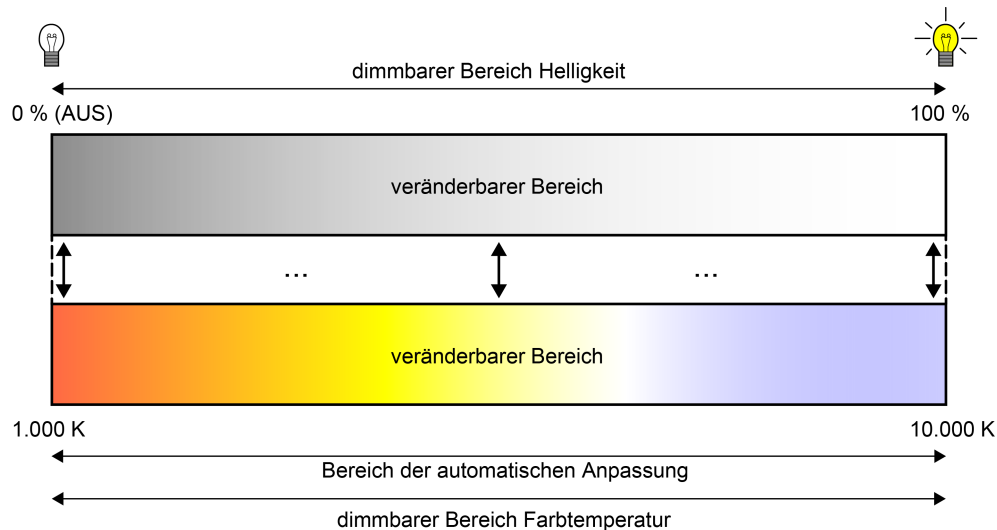 dimmbarer Bereich Helligkeit
0 % (AUS)
100 %
veränderbarer Bereich
...
...
veränderbarer Bereich
1.000 K
10.000 K
Bereich der automatischen Anpassung
dimmbarer Bereich Farbtemperatur